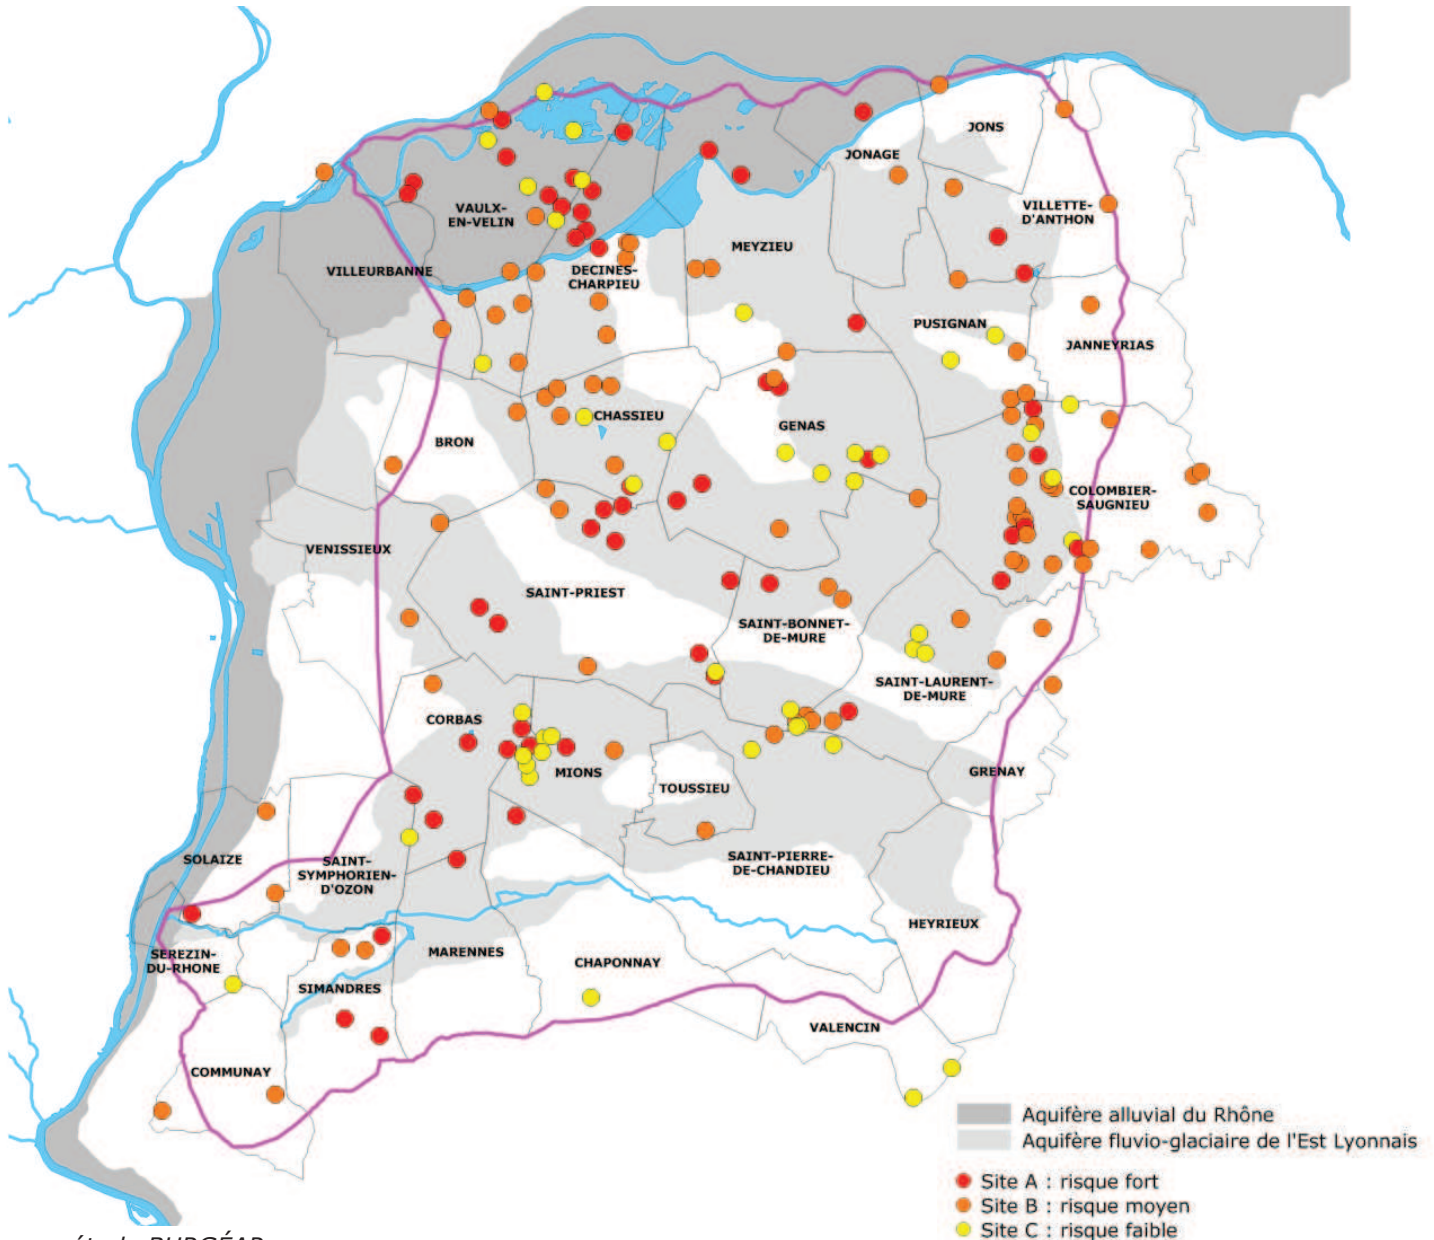 JONS
JONAGE
VAULX-
EN-VELIN
VILLETTE-
D'ANTHON
MEYZIEU
VILLEURBANNE
DECINES-
CHARPIEU
PUSIGNAN
JANNEYRIAS
CHASSIEU
GENAS
BRON
COLOMBIER-
SAUGNIEU
VENISSIEUX
SAINT-PRIEST
SAINT-BONNET-
DE-MURE
SAINT-LAURENT-
DE-MURE
CORBAS
GRENAY
MIONS
TOUSSIEU
SOLAIZE
SAINT-
SYMPHORIEN-
D'OZON
SAINT-PIERRE-
DE-CHANDIEU
HEYRIEUX
SEREZIN-
DU-RHONE
MARENNES
CHAPONNAY
SIMANDRES
VALENCIN
COMMUNAY
Aquifère alluvial du Rhône
Aquifère fluvio-glaciaire de l'Est Lyonnais
Site A : risque fort
Site B : risque moyen
Site C : risque faible